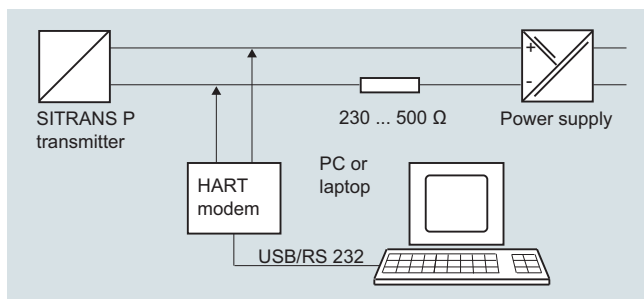 +
-
SITRANS P
transmitter
230 ... 500 Ω
Power supply
HART
modem
PC or
laptop
USB/RS 232